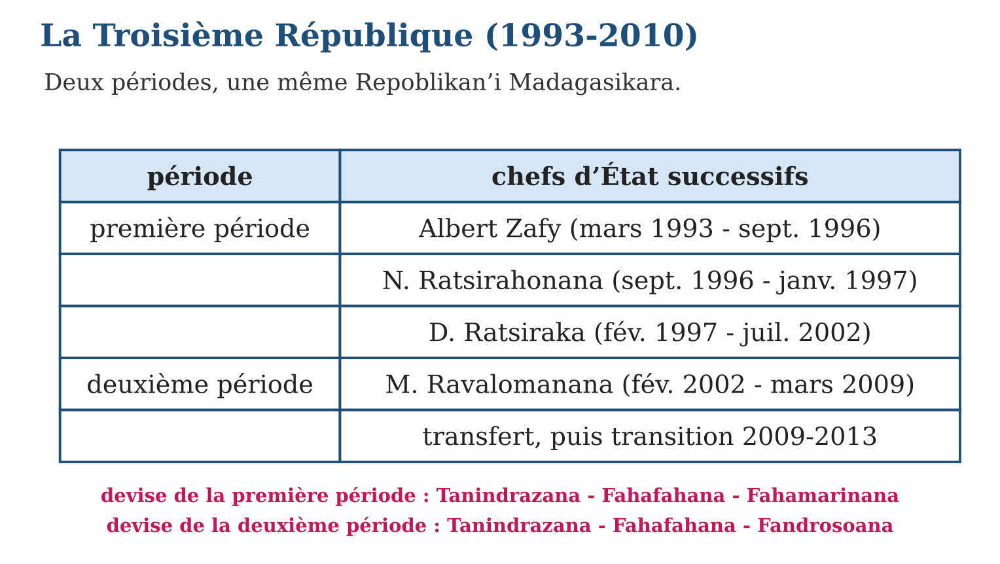 La Troisième République (1993-2010)
Deux périodes, une même Repoblikan’i Madagasikara.
période chefs d’État successifs
première période Albert Zafy (mars 1993 - sept. 1996)
N. Ratsirahonana (sept. 1996 - janv. 1997)
D. Ratsiraka (fév. 1997 - juil. 2002)
deuxième période M. Ravalomanana (fév. 2002 - mars 2009)
transfert, puis transition 2009-2013
devise de la première période : Tanindrazana - Fahafahana - Fahamarinana
devise de la deuxième période : Tanindrazana - Fahafahana - Fandrosoana